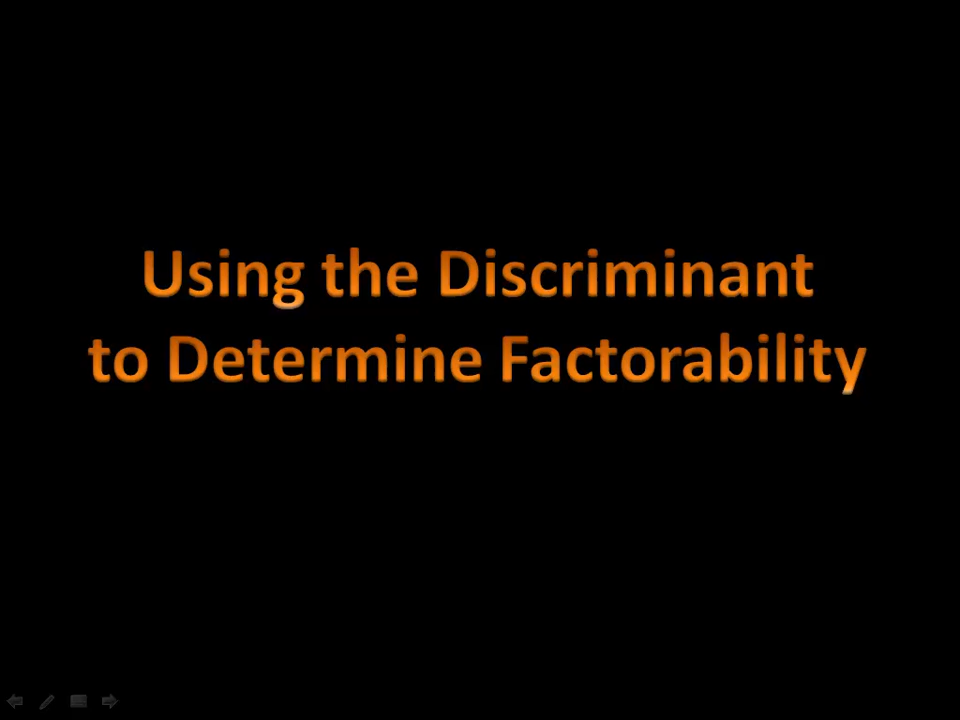 Using the Discriminant
to Determine Factorability